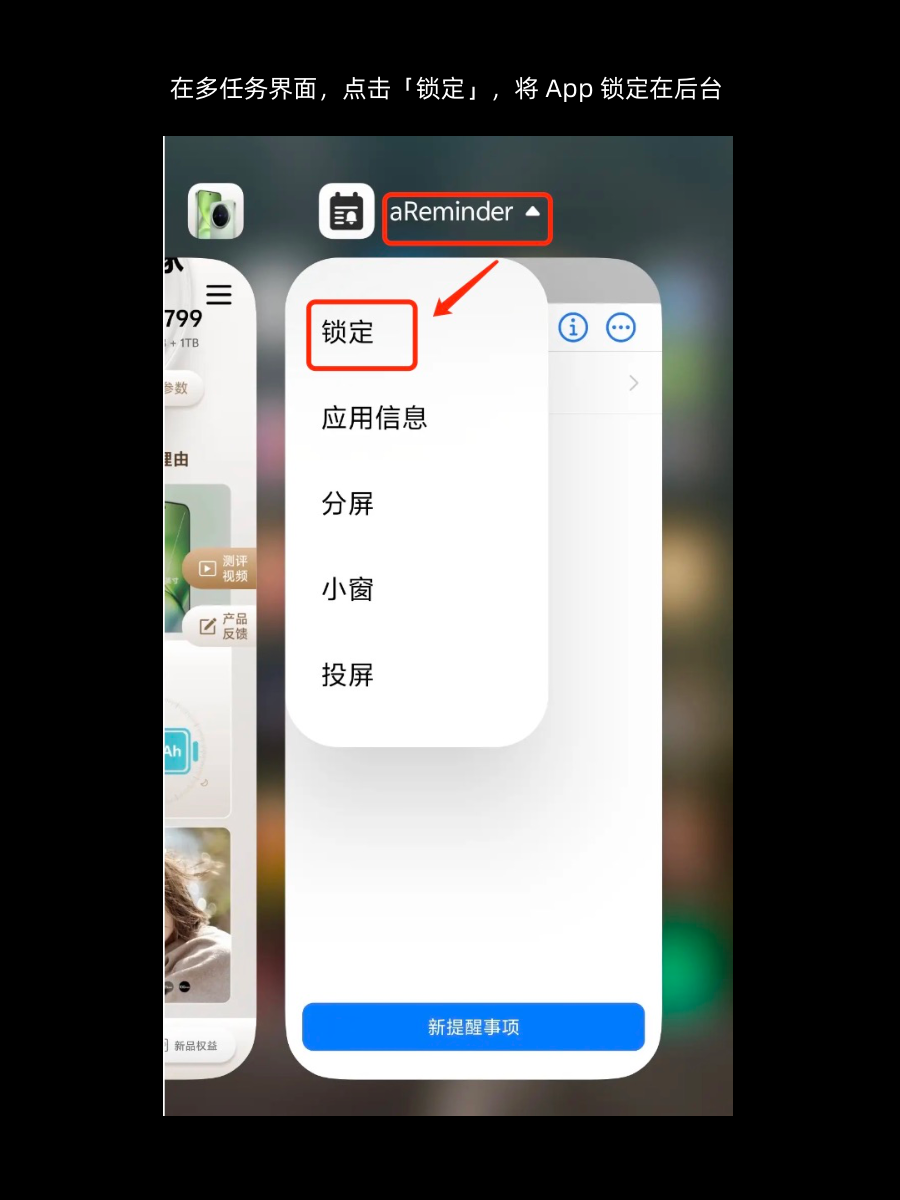 在多任务界面，点击「锁定」，将 App 锁定在后台
aReminder
799
+ 1TB
参数
理由
测评
视频
产品
反馈
Ah
新品权益
锁定
应用信息
分屏
小窗
投屏
新提醒事项